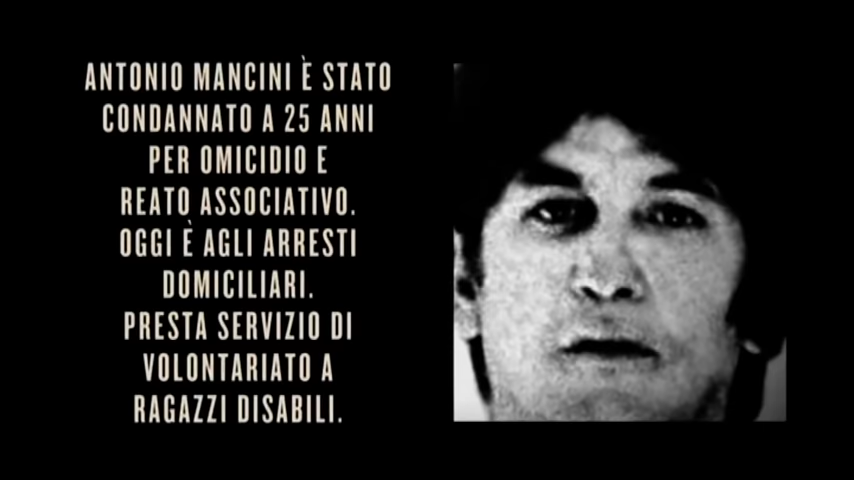 ANTONIO MANCINI È STATO
CONDANNATO A 25 ANNI
PER OMICIDIO E
REATO ASSOCIATIVO.
OGGI È AGLI ARRESTI
DOMICILIARI.
PRESTA SERVIZIO DI
VOLONTARIATO A
RAGAZZI DISABILI.